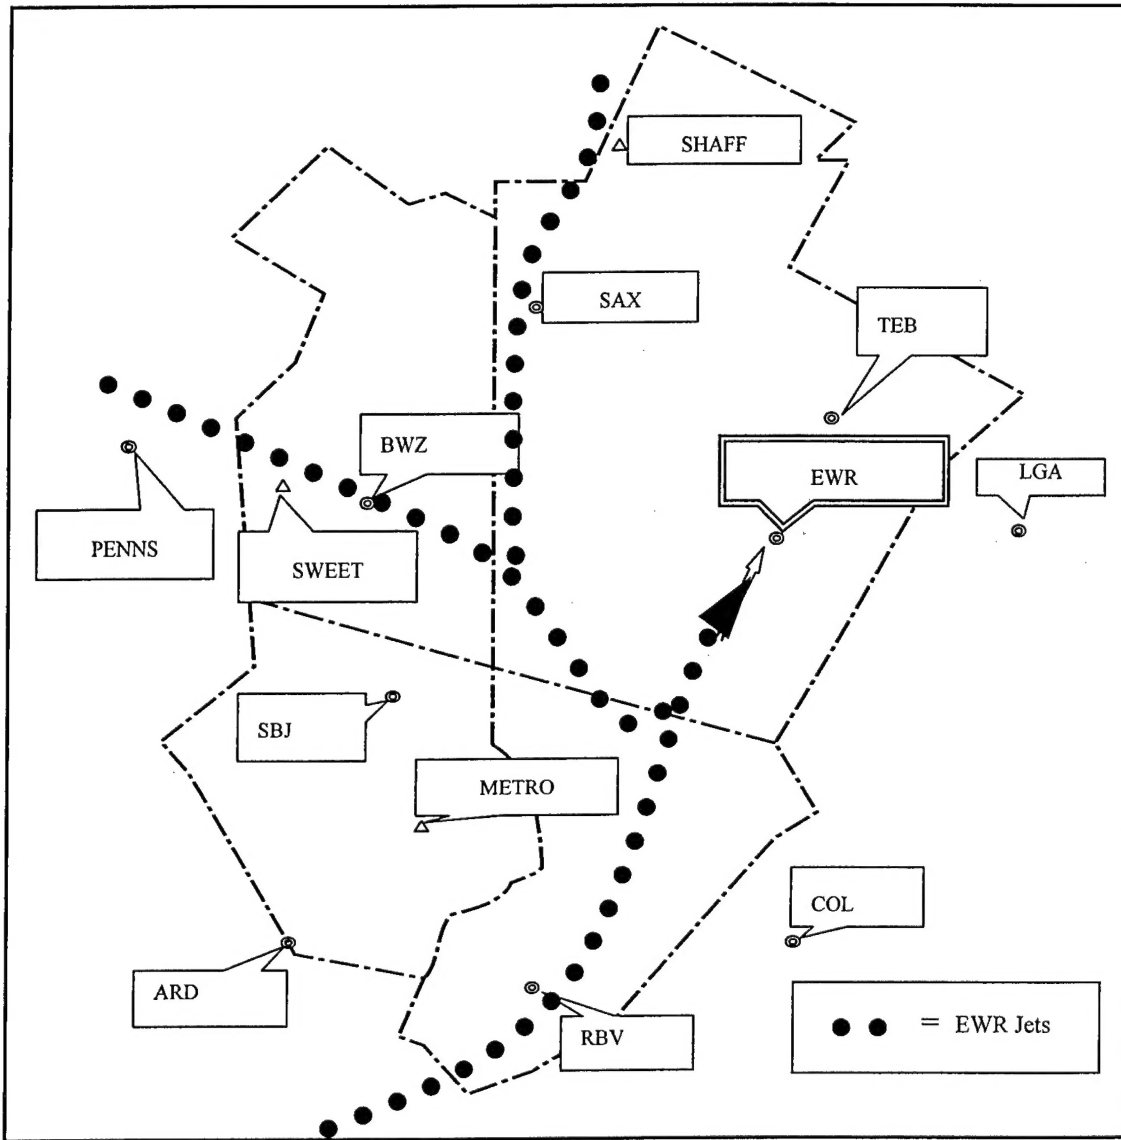 SHAFF
SAX
TEB
BWZ
EWR
LGA
PENNS
SWEET
SBJ
METRO
COL
ARD
RBV
= EWR Jets